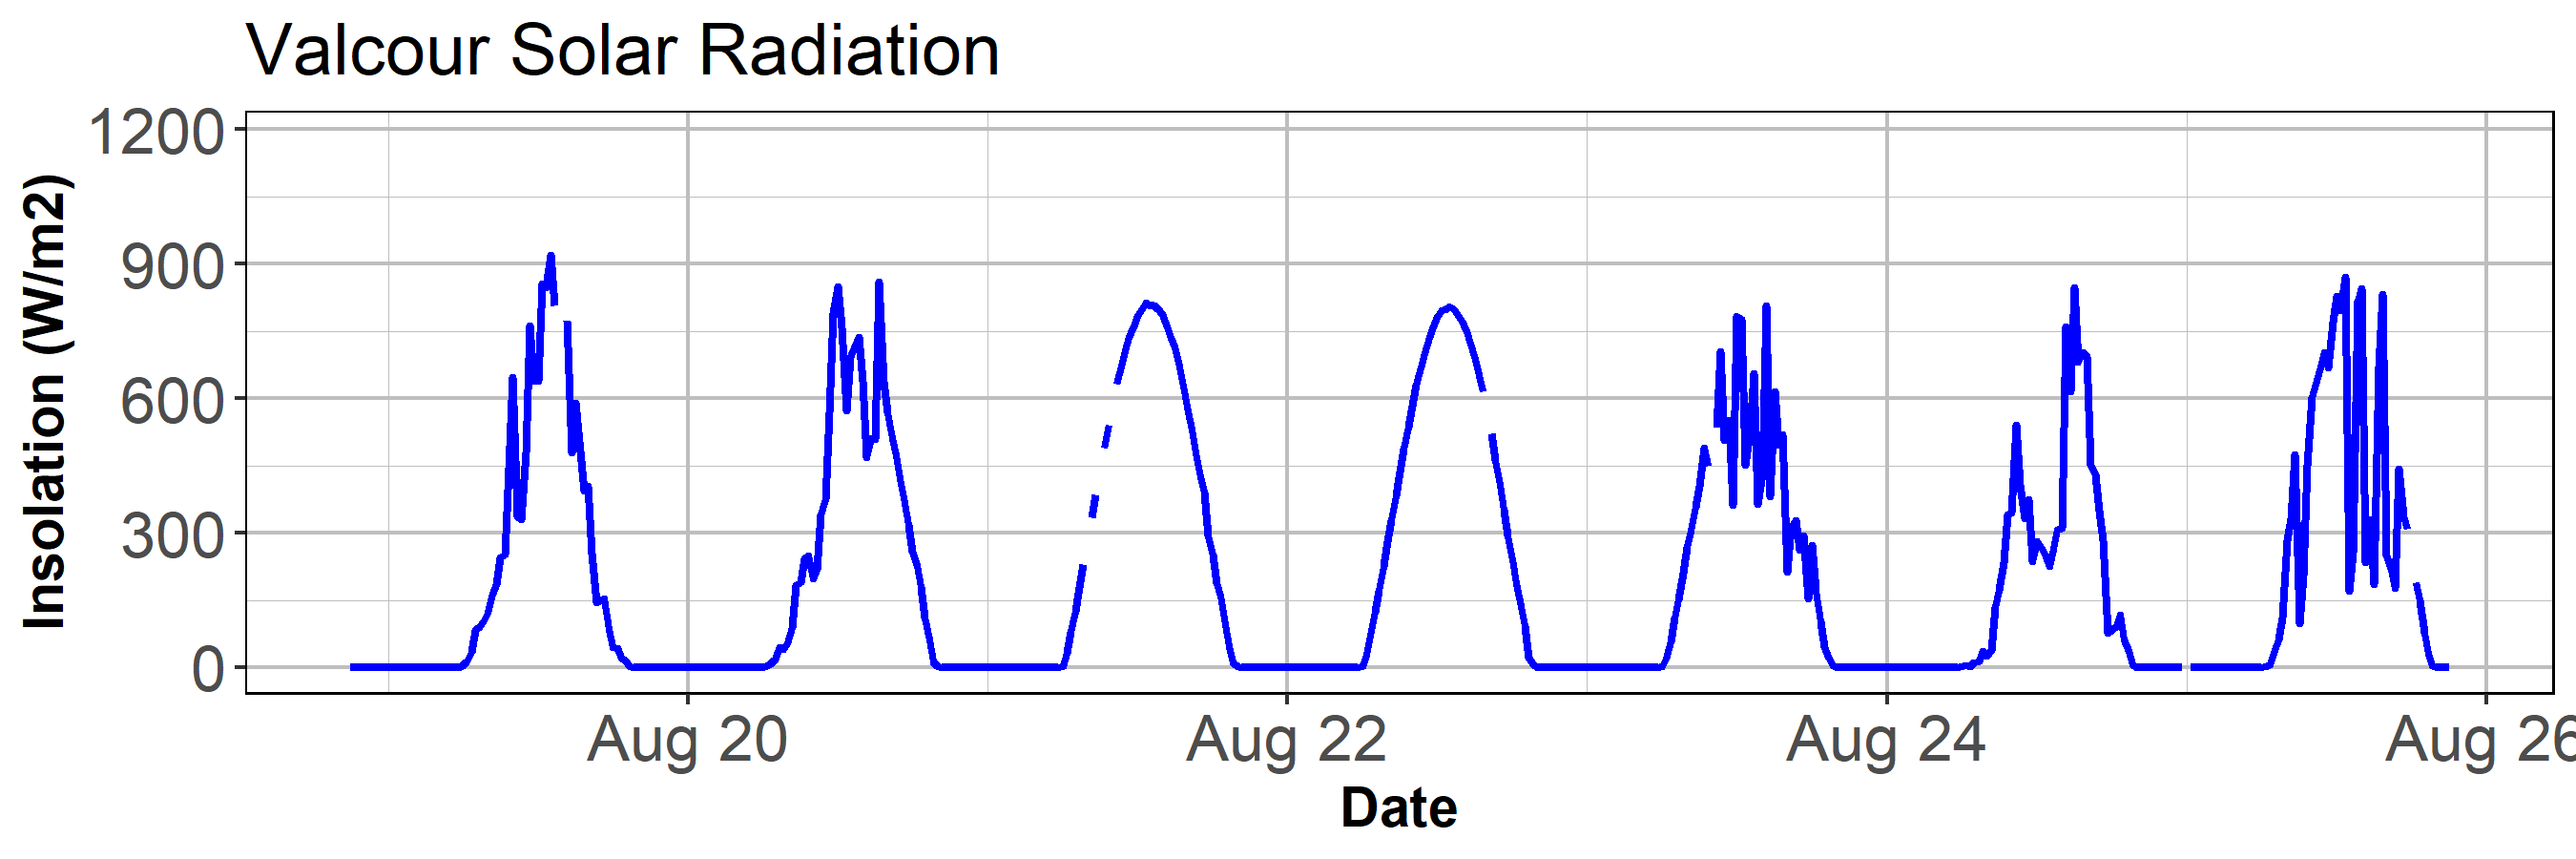 Valcour Solar Radiation
1200
900
600
300
0
Insolation (W/m2)
Aug 20
Aug 22
Aug 24
Aug 26
Date